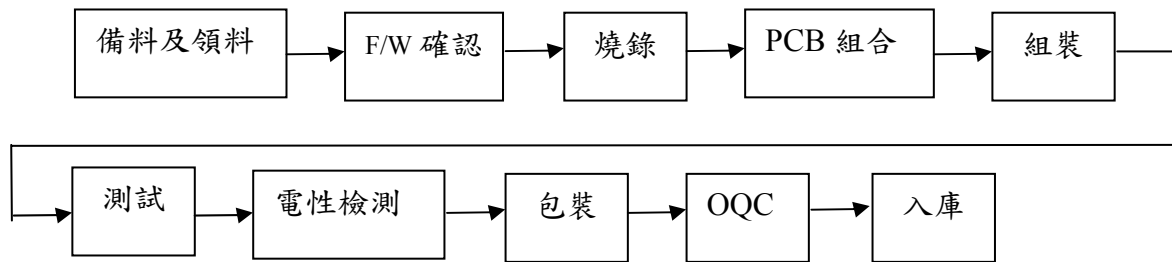 備料及領料
F/W 確認
燒錄
PCB 組合
組裝
測試
電性檢測
包裝
OQC
入庫